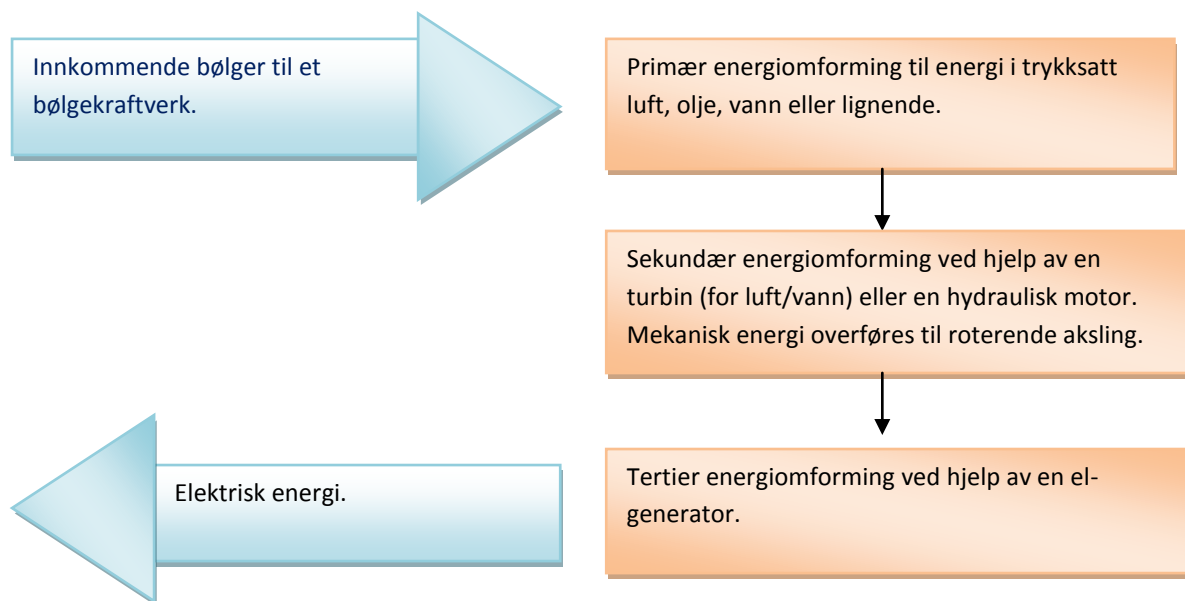 Innkommende bølger til et
bølgekraftverk.
Primær energiomforming til energi i trykksatt
luft, olje, vann eller lignende.
Sekundær energiomforming ved hjelp av en
turbin (for luft/vann) eller en hydraulisk motor.
Mekanisk energi overføres til roterende aksling.
Tertier energiomforming ved hjelp av en el-
generator.
Elektrisk energi.